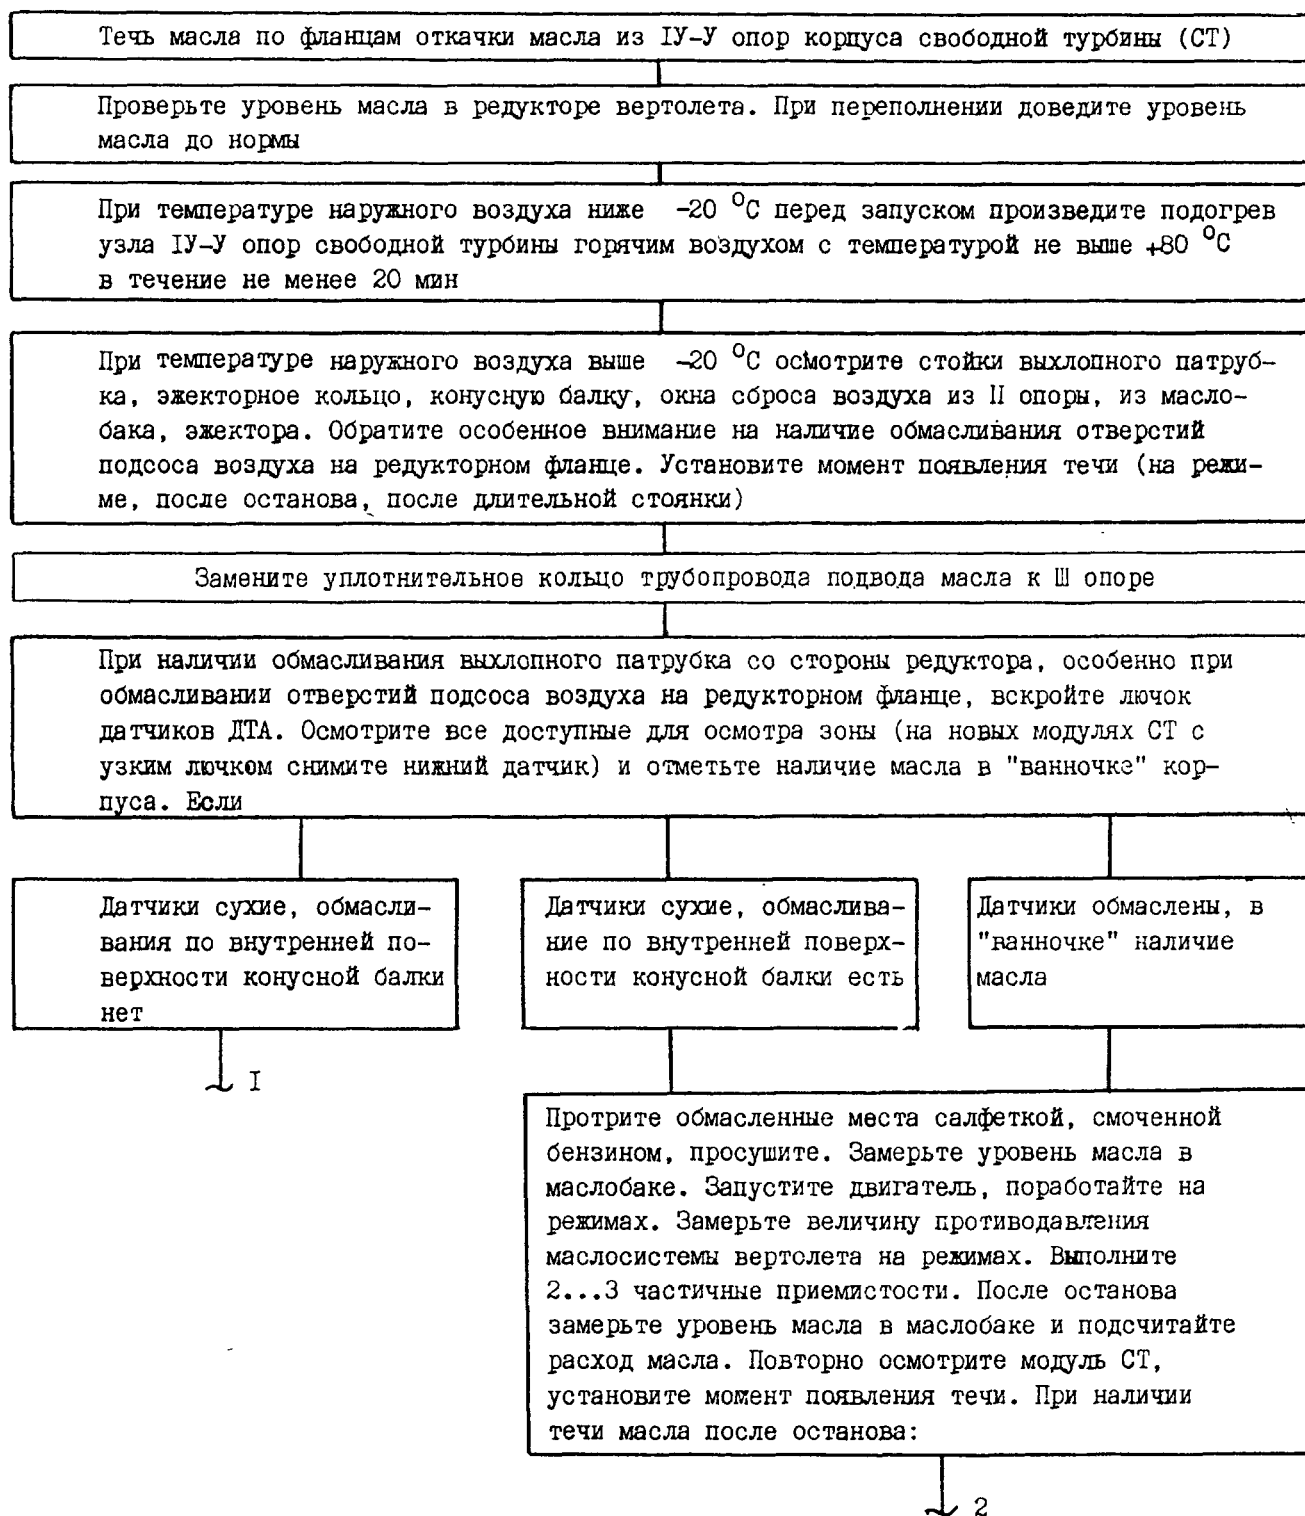 Течь масла по фланцам откачки масла из IУ-У опор корпуса свободной турбины (СТ)
Проверьте уровень масла в редукторе вертолета. При переполнении доведите уровень
масла до нормы
При температуре наружного воздуха ниже -20 °С перед запуском произведите подогрев
узла IУ-У опор свободной турбины горячим воздухом с температурой не выше +80 °С
в течение не менее 20 мин
При температуре наружного воздуха выше -20 °С осмотрите стойки выхлопного патруб-
ка, эжекторное кольцо, конусную балку, окна сброса воздуха из II опоры, из масло-
бака, эжектора. Обратите особенное внимание на наличие обмасливания отверстий
подсоса воздуха на редукторном фланце. Установите момент появления течи (на режи-
ме, после останова, после длительной стоянки)
Замените уплотнительное кольцо трубопровода подвода масла к Ш опоре
При наличии обмасливания выхлопного патрубка со стороны редуктора, особенно при
обмасливании отверстий подсоса воздуха на редукторном фланце, вскройте лючок
датчиков ДТА. Осмотрите все доступные для осмотра зоны (на новых модулях СТ с
узким лючком снимите нижний датчик) и отметьте наличие масла в "ванночке" кор-
пуса. Если
Датчики сухие, обмасли-
вания по внутренней по-
верхности конусной балки
нет
I
Датчики сухие, обмаслива-
ние по внутренней поверх-
ности конусной балки есть
Датчики обмаслены, в
"ванночке" наличие
масла
Протрите обмасленные места салфеткой, смоченной
бензином, просушите. Замерьте уровень масла в
маслобаке. Запустите двигатель, поработайте на
режимах. Замерьте величину противодавления
маслосистемы вертолета на режимах. Выполните
2...3 частичные приемистости. После останова
замерьте уровень масла в маслобаке и подсчитайте
расход масла. Повторно осмотрите модуль СТ,
установите момент появления течи. При наличии
течи масла после останова:
2